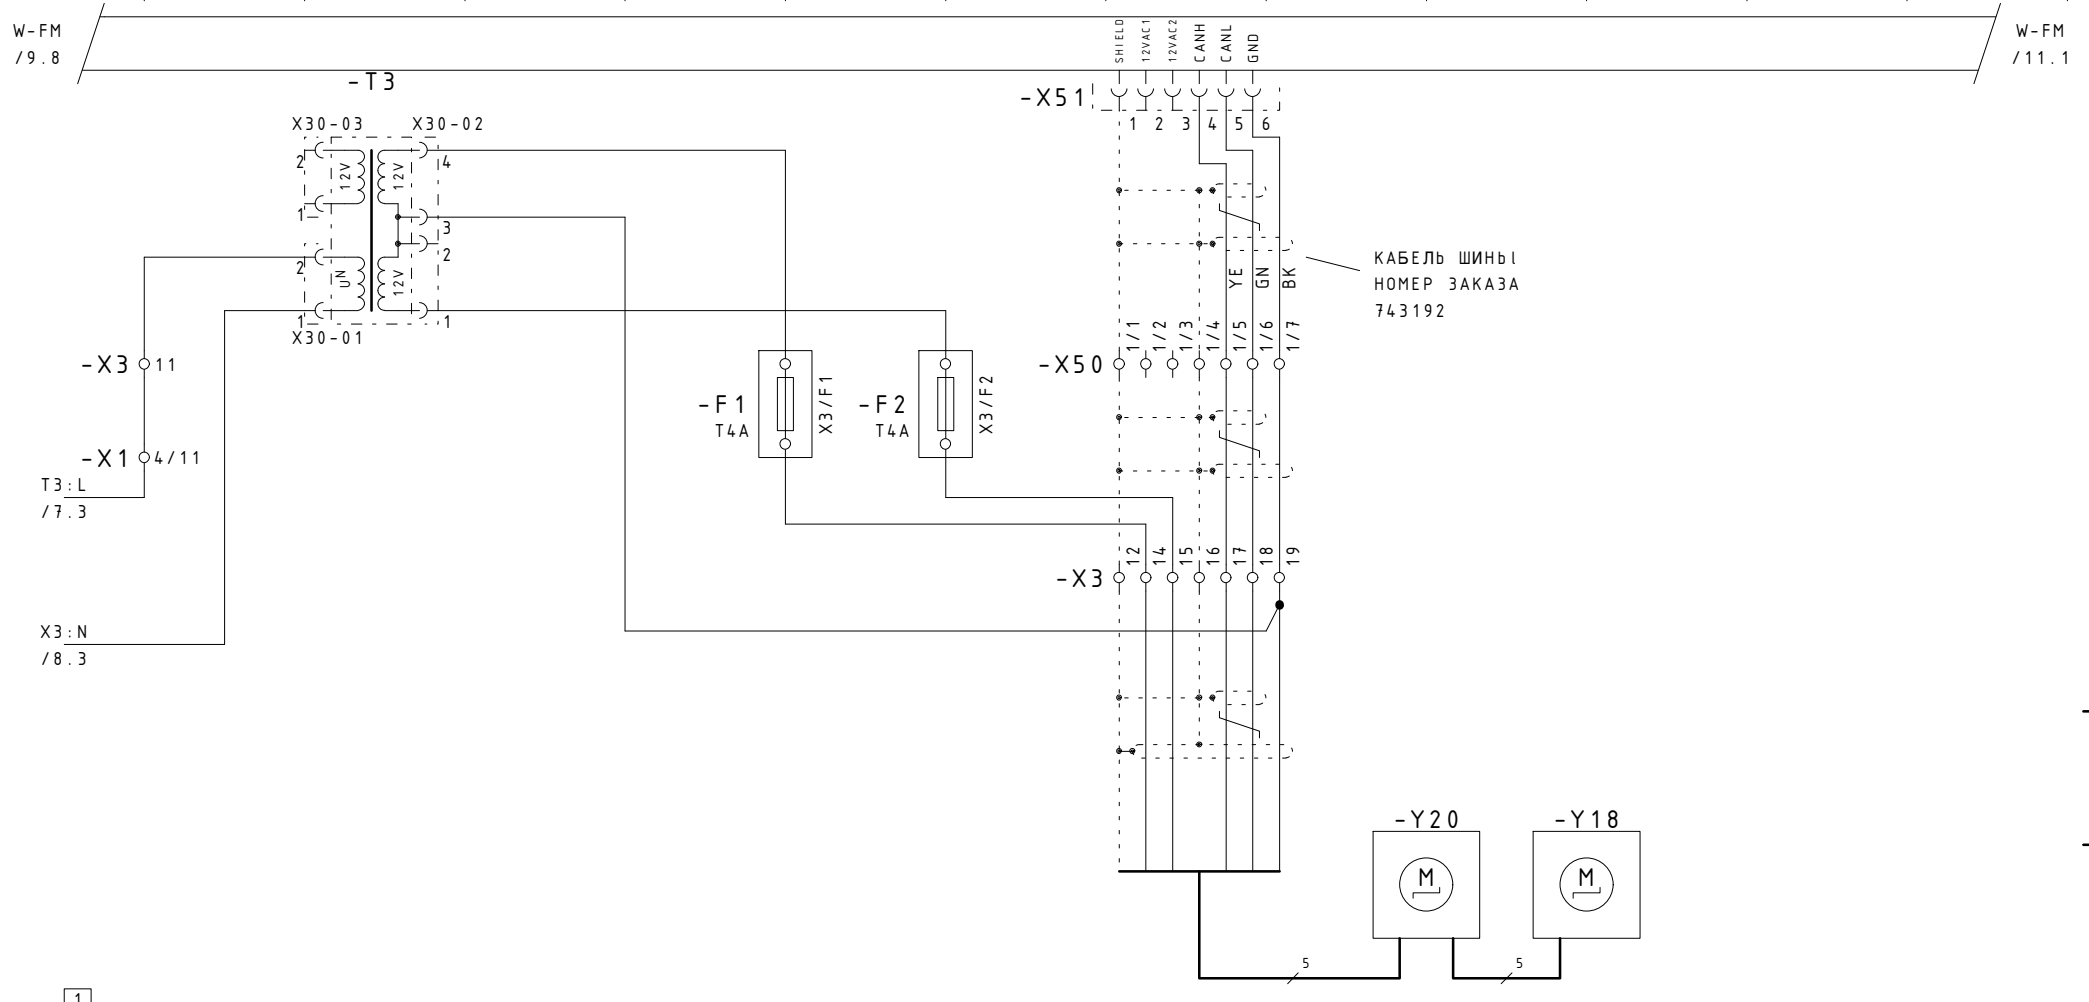 W-FM
/9.8
W-FM
/11.1
SHIELD
12VAC1
12VAC2
CANH
CANL
GND
-T3
-X51
1 2 3 4 5 6
X30-03
X30-02
2
12V
12V
4
1
3
2
2
UN
12V
1
1
X30-01
КАБЕЛЬ ШИНЫ
НОМЕР ЗАКАЗА
743192
YE
GN
BK
-X3
11
-X50
1/1
1/2
1/3
1/4
1/5
1/6
1/7
-F1
T4A
X3/F1
-F2
T4A
X3/F2
-X1
4/11
T3:L
/7.3
-X3
12
14
15
16
17
18
19
X3:N
/8.3
-Y20
-Y18
M
M
5
5
1